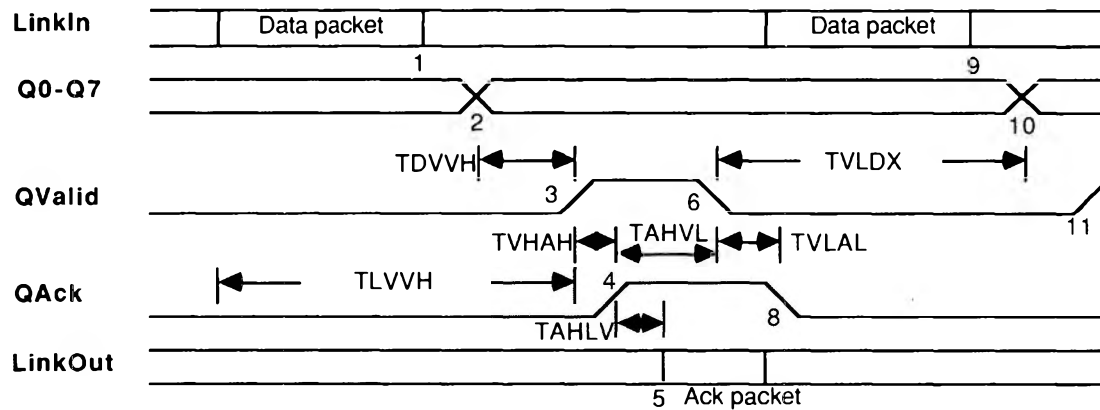 LinkIn Data packet Data packet
1 9
Q0-Q7
2 10
TDVVH TVLDX
QValid 3 6
11
TVHAH TAHVL TVLAL
TLVVH
QAck 4
8
TAHLV
LinkOut
5 Ack packet